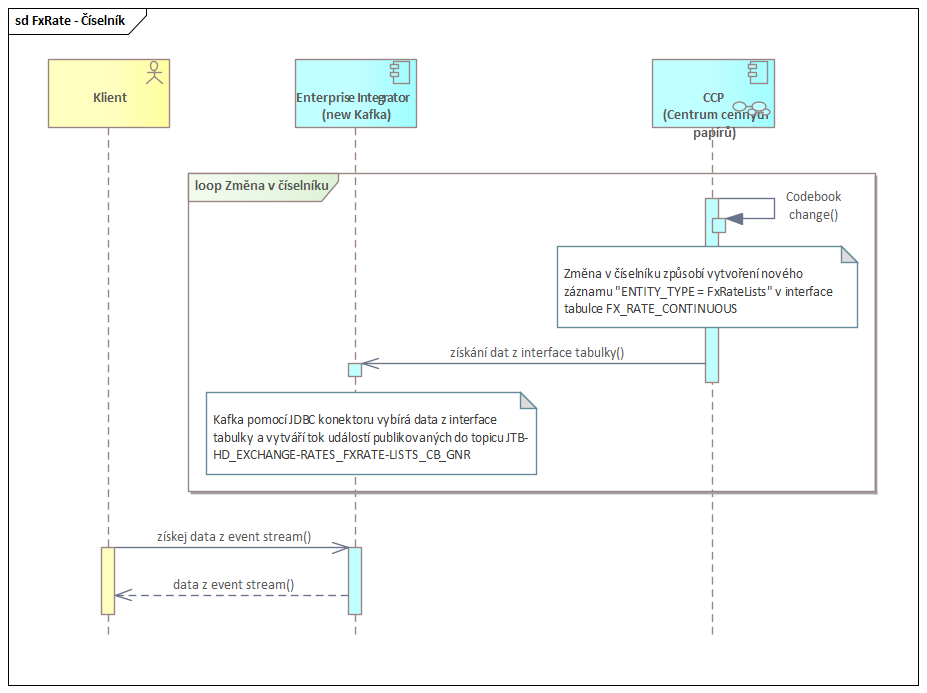 sd FxRate - Číselník
Klient
Enterprise Integrator
(new Kafka)
CCP
(Centrum cenných
papírů)
loop Změna v číselníku
Codebook
change()
Změna v číselníku způsobí vytvoření nového
záznamu "ENTITY_TYPE = FxRateLists" v interface
tabulce FX_RATE_CONTINUOUS
získání dat z interface tabulky()
Kafka pomocí JDBC konektoru vybírá data z interface
tabulky a vytváří tok událostí publikovaných do topicu JTB-
HD_EXCHANGE-RATES_FXRATE-LISTS_CB_GNR
získej data z event stream()
data z event stream()